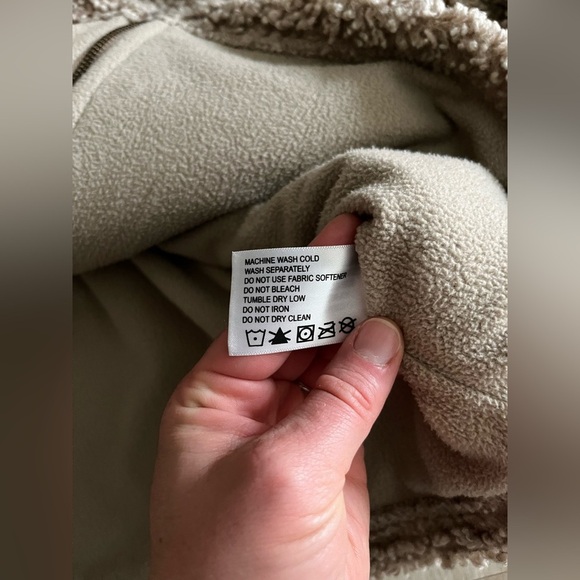 MACHINE WASH COLD
WASH SEPARATELY
DO NOT USE FABRIC SOFTENER
DO NOT BLEACH
TUMBLE DRY LOW
DO NOT IRON
DO NOT DRY CLEAN